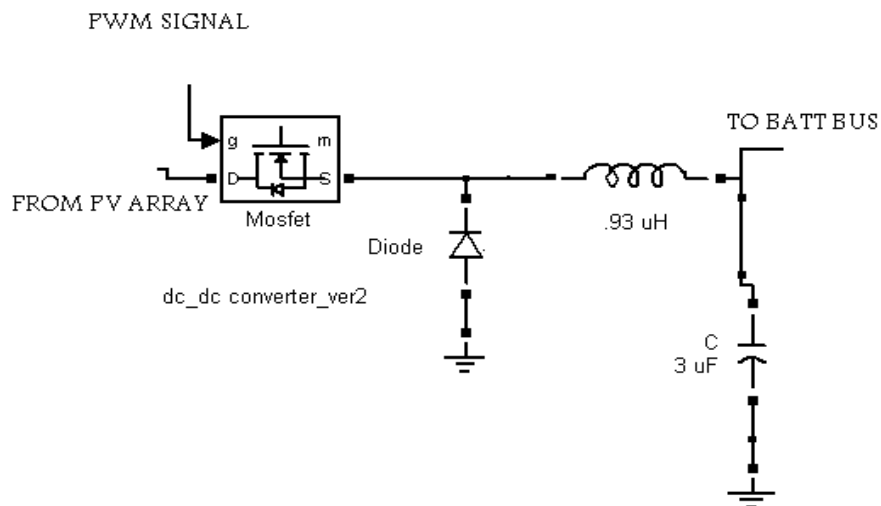 PWM SIGNAL
g
m
TO BATT BUS
D
S
FROM PV ARRAY
Mosfet
.93 uH
Diode
dc_dc converter_ver2
C
3 uF